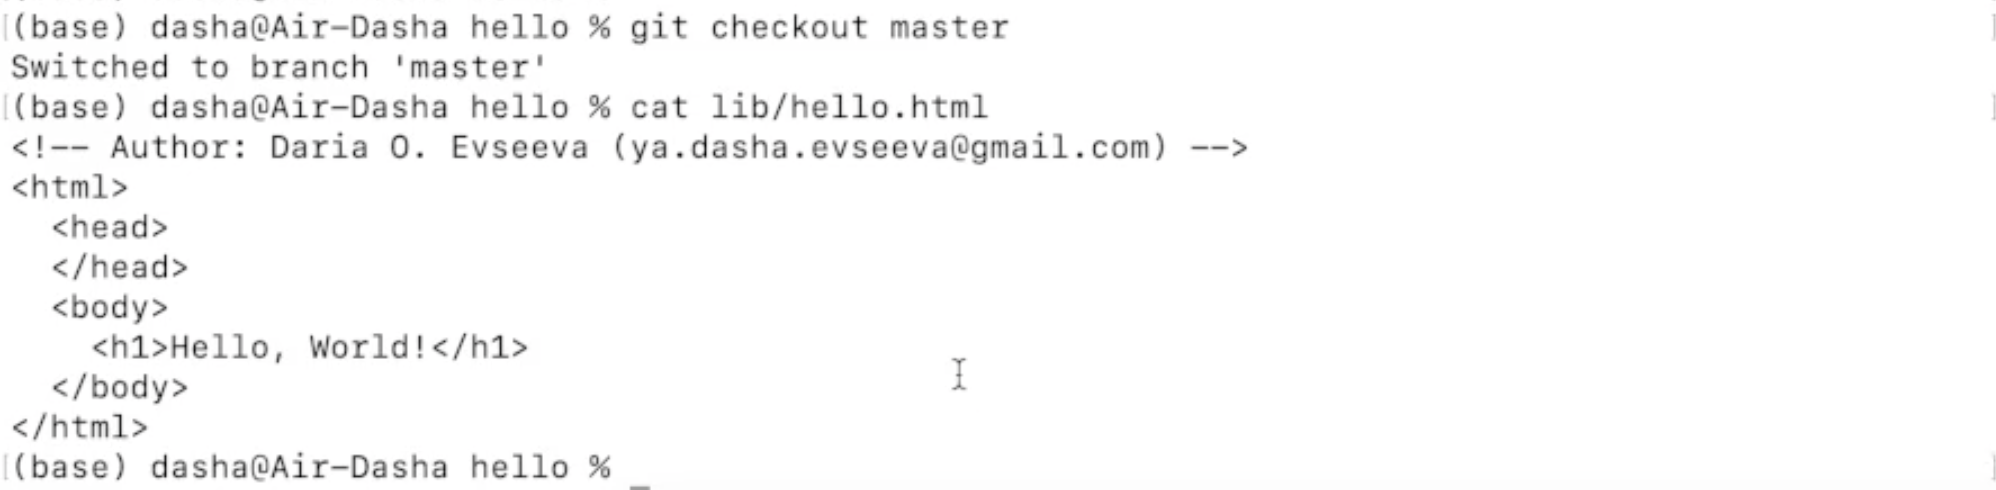 (base) dasha@Air-Dasha hello % git checkout master
Switched to branch 'master'
(base) dasha@Air-Dasha hello % cat lib/hello.html
<!-- Author: Daria O. Evseeva (ya.dasha.evseeva@gmail.com) -->
<html>
  <head>
  </head>
  <body>
    <h1>Hello, World!</h1>
  </body>
</html>
(base) dasha@Air-Dasha hello %